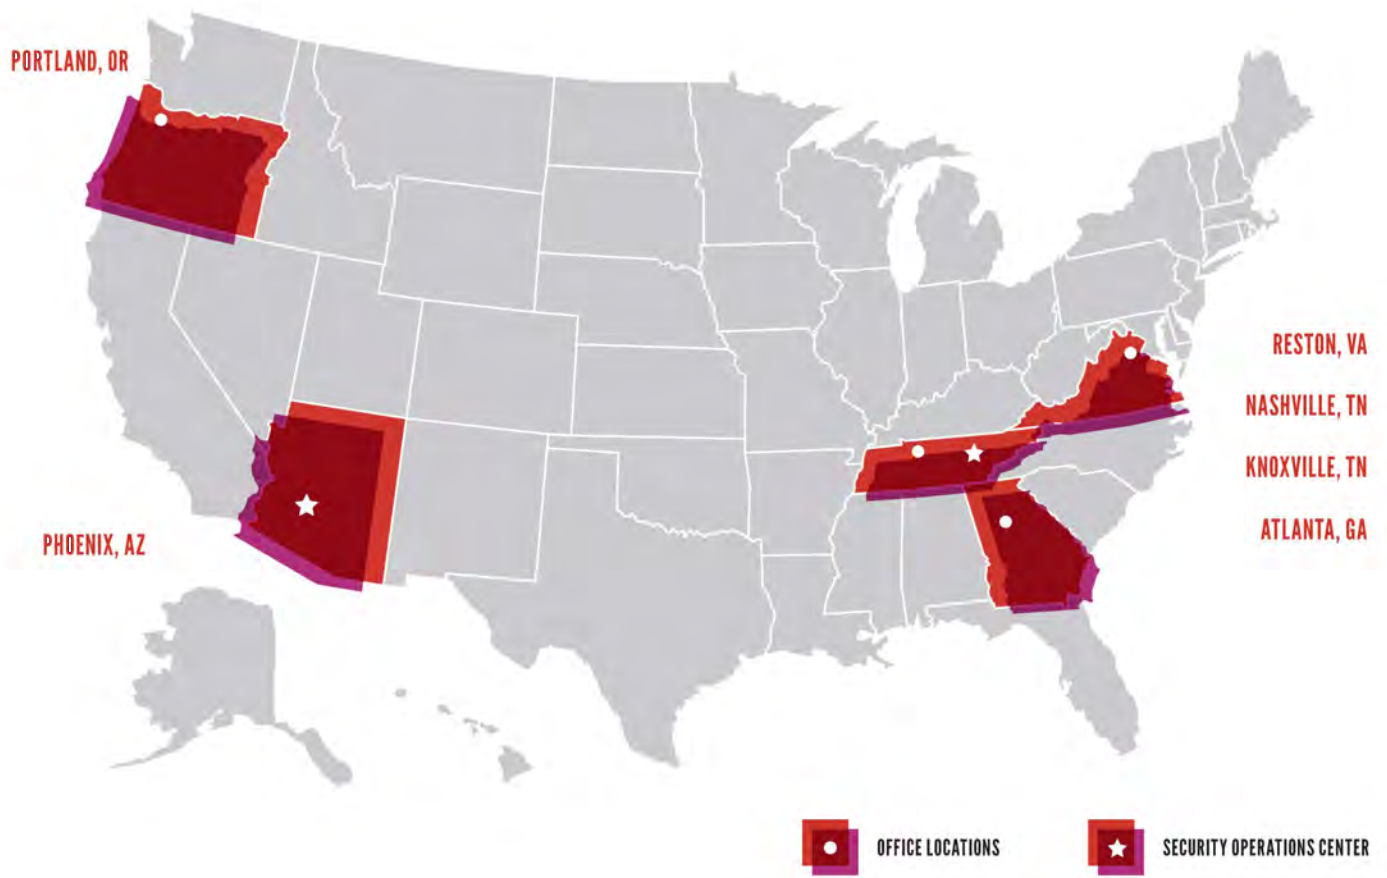 PORTLAND, OR
RESTON, VA
NASHVILLE, TN
KNOXVILLE, TN
ATLANTA, GA
PHOENIX, AZ
OFFICE LOCATIONS
SECURITY OPERATIONS CENTER